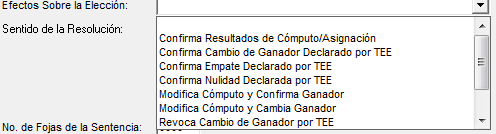 Efectos Sobre la Elección:
Sentido de la Resolución:
Confirma Resultados de Cómputo/Asignación
Confirma Cambio de Ganador Declarado por TEE
Confirma Empate Declarado por TEE
Confirma Nulidad Declarada por TEE
Modifica Cómputo y Confirma Ganador
Modifica Cómputo y Cambia Ganador
Revoca Cambio de Ganador por TEE
No. de Fojas de la Sentencia: